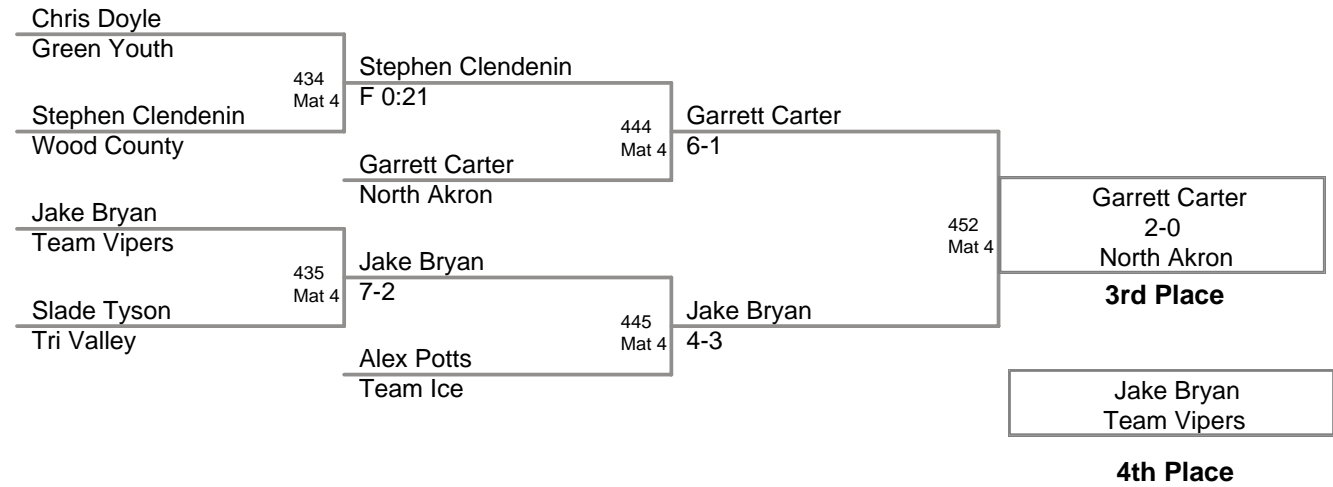 Chris Doyle
Green Youth
434
Mat 4
Stephen Clendenin
Wood County
Stephen Clendenin
F 0:21
Garrett Carter
North Akron
444
Mat 4
Garrett Carter
6-1
Jake Bryan
Team Vipers
435
Mat 4
Slade Tyson
Tri Valley
Jake Bryan
7-2
Alex Potts
Team Ice
445
Mat 4
Jake Bryan
4-3
452
Mat 4
Garrett Carter
2-0
North Akron
3rd Place
Jake Bryan
Team Vipers
4th Place